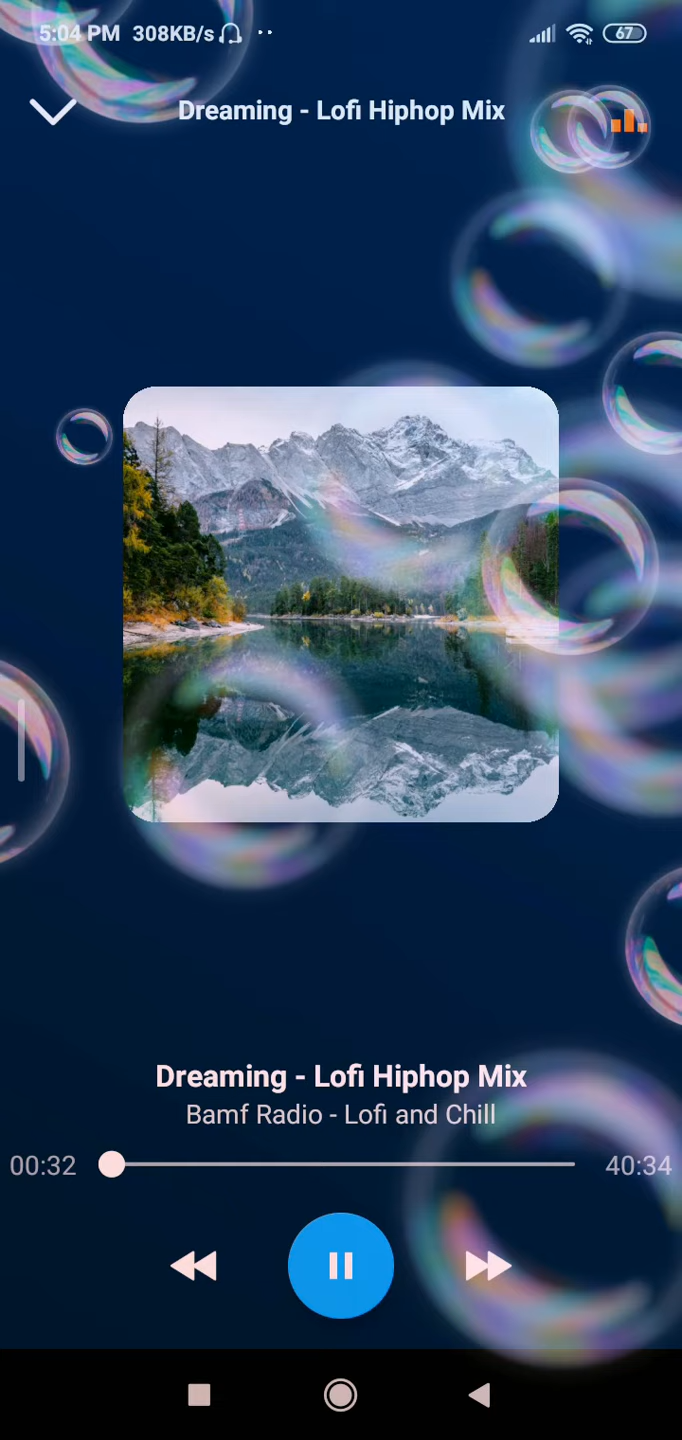 5:04 PM 308KB/s 67
Dreaming - Lofi Hiphop Mix
Dreaming - Lofi Hiphop Mix
Bamf Radio - Lofi and Chill
00:32 40:34